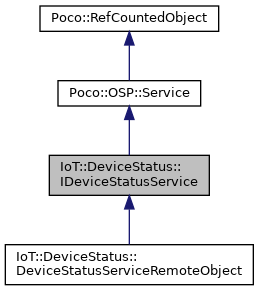 Poco::RefCountedObject
Poco::OSP::Service
IoT::DeviceStatus::
IDeviceStatusService
IoT::DeviceStatus::
DeviceStatusServiceRemoteObject